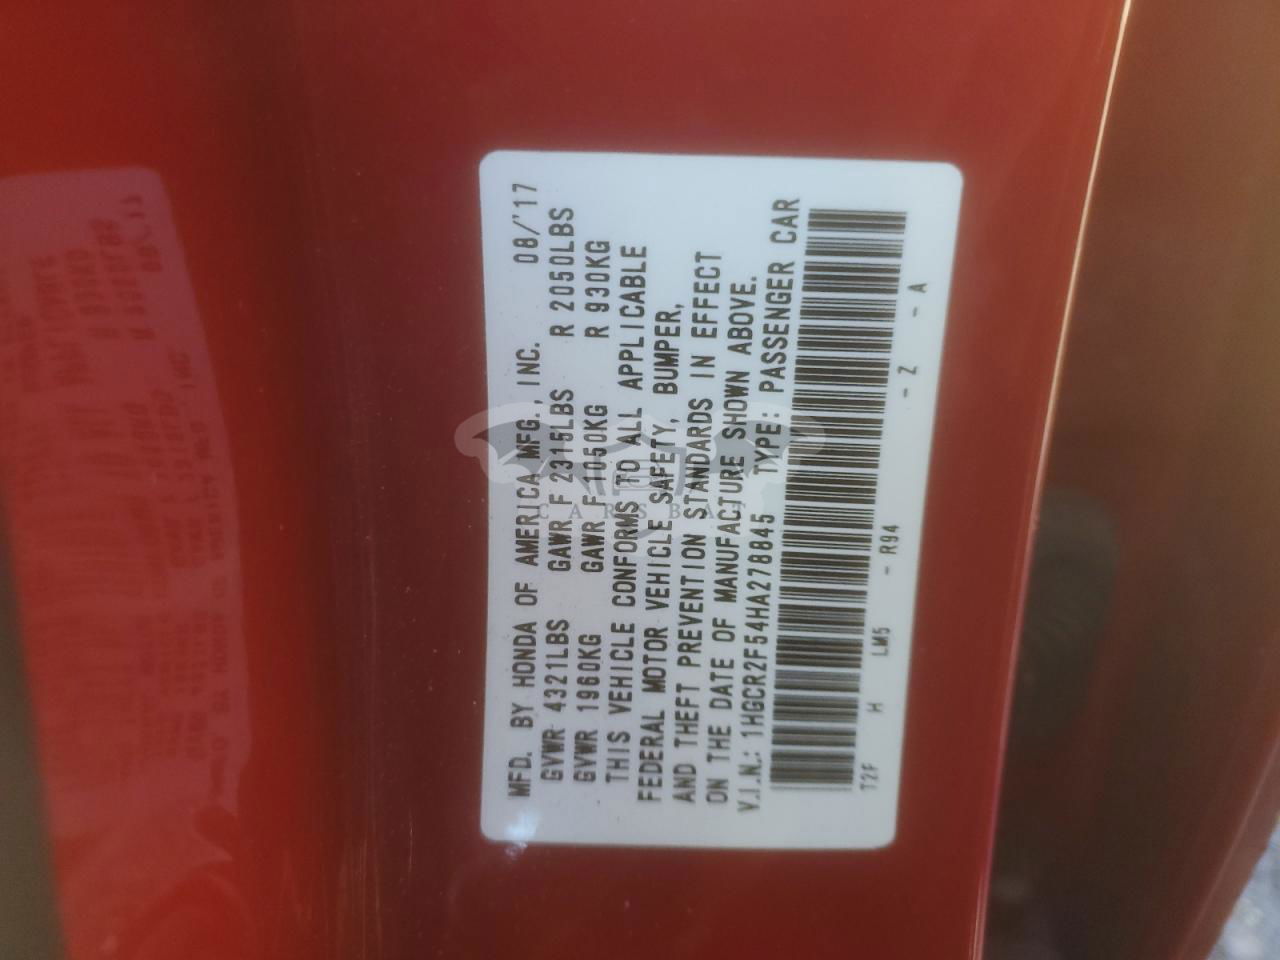 MFD. BY HONDA OF AMERICA MFG., INC. 08/'17
GVWR 4321LBS GAWR F 2315LBS R 2050LBS
GVWR 1960KG GAWR F 1050KG R 930KG
THIS VEHICLE CONFORMS TO ALL APPLICABLE
FEDERAL MOTOR VEHICLE SAFETY, BUMPER,
AND THEFT PREVENTION STANDARDS IN EFFECT
ON THE DATE OF MANUFACTURE SHOWN ABOVE.
V.I.N.: 1HGCR2F54HA278845 TYPE: PASSENGER CAR
T2F H LM5 - R94 - Z - A
CARSBAT